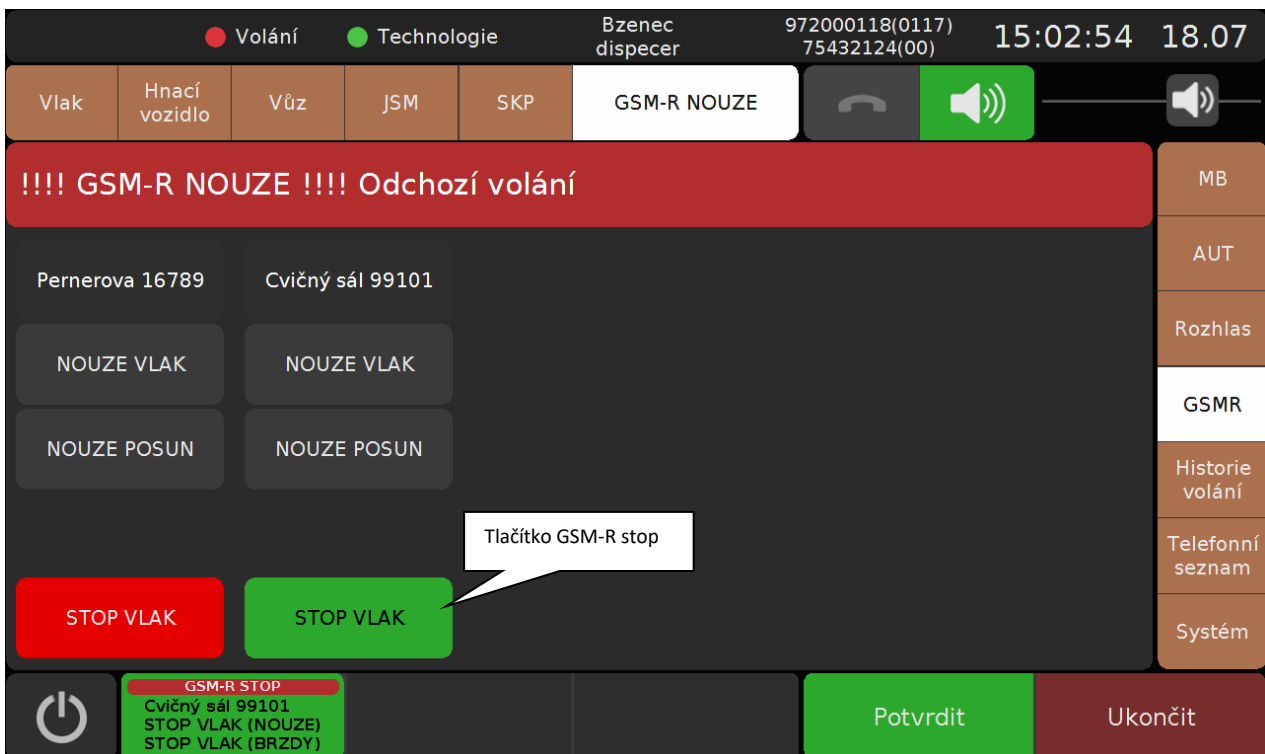 Volání
Technologie
Bzenec
dispecer
972000118(0117)
75432124(00)
15:02:54
18.07
Vlak
Hnací
vozidlo
Vůz
JSM
SKP
GSM-R NOUZE
!!!! GSM-R NOUZE !!!! Odchozí volání
MB
AUT
Rozhlas
GSMR
Historie
volání
Telefonní
seznam
Systém
Pernerova 16789
Cvičný sál 99101
NOUZE VLAK
NOUZE VLAK
NOUZE POSUN
NOUZE POSUN
Tlačítko GSM-R stop
STOP VLAK
STOP VLAK
GSM-R STOP
Cvičný sál 99101
STOP VLAK (NOUZE)
STOP VLAK (BRZDY)
Potvrdit
Ukončit